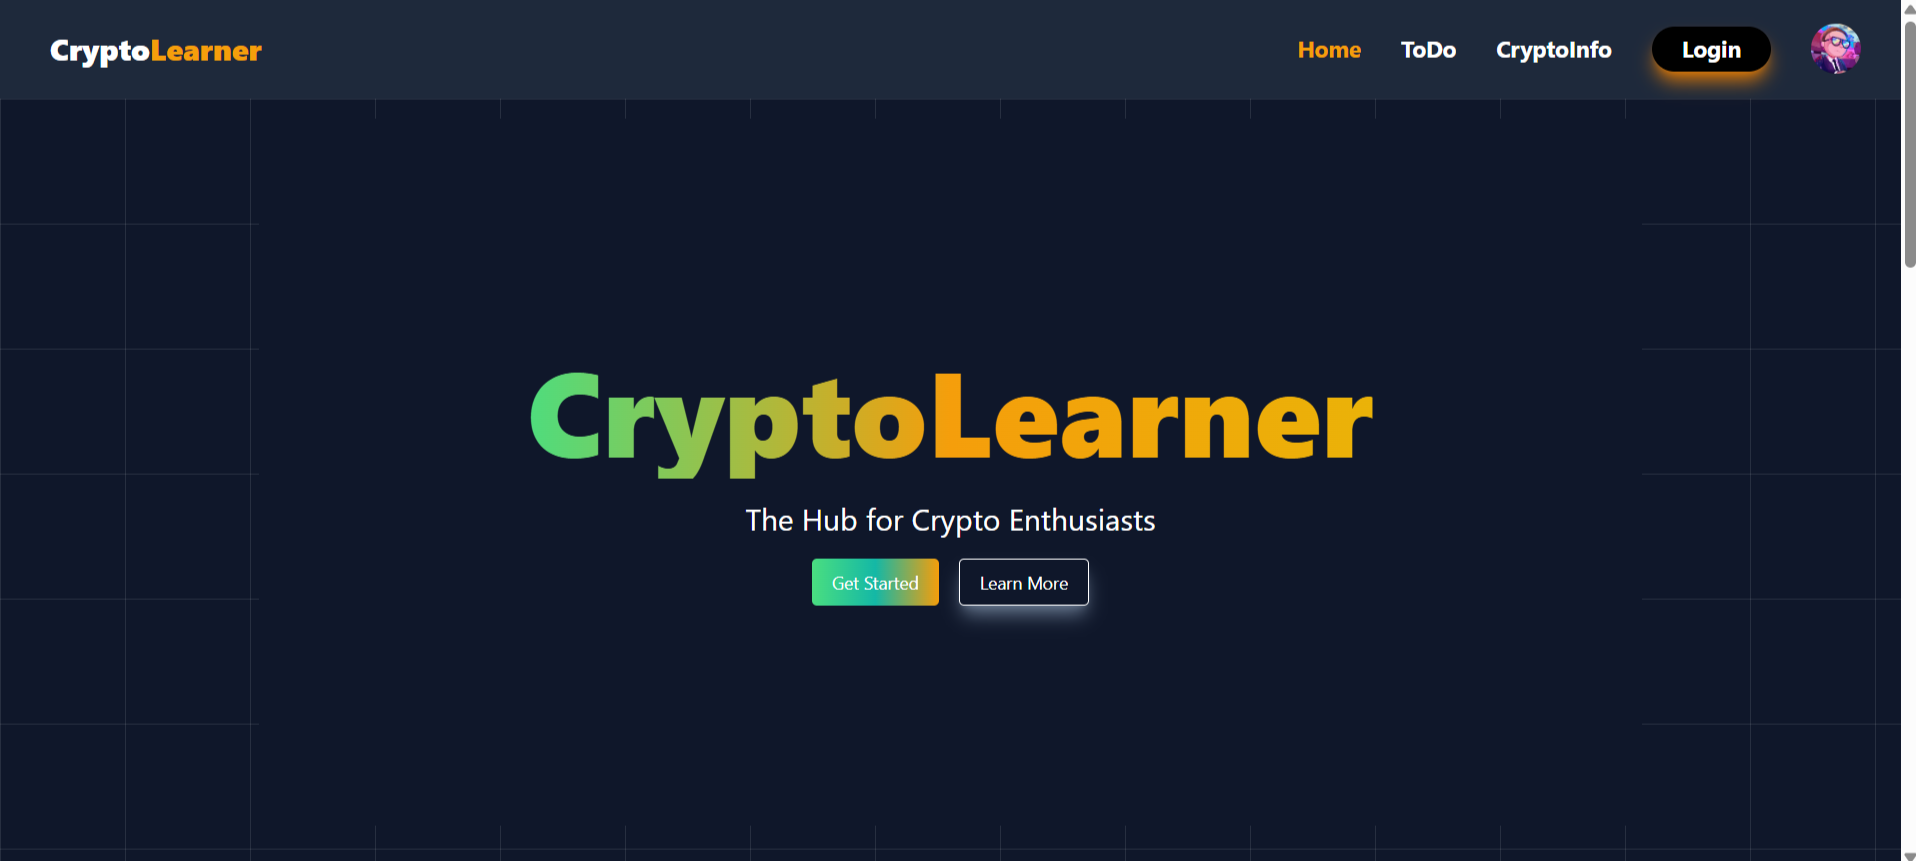 CryptoLearner
Home ToDo CryptoInfo Login
CryptoLearner
The Hub for Crypto Enthusiasts
Get Started Learn More